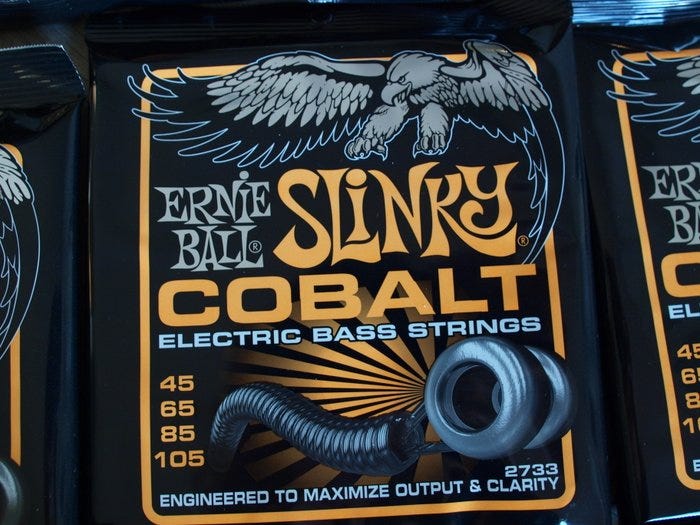 ERNiE
BALL®
SLiNKY®
COBALT
ELECTRIC BASS STRINGS
45
65
85
105
2733
ENGINEERED TO MAXIMIZE OUTPUT & CLARITY